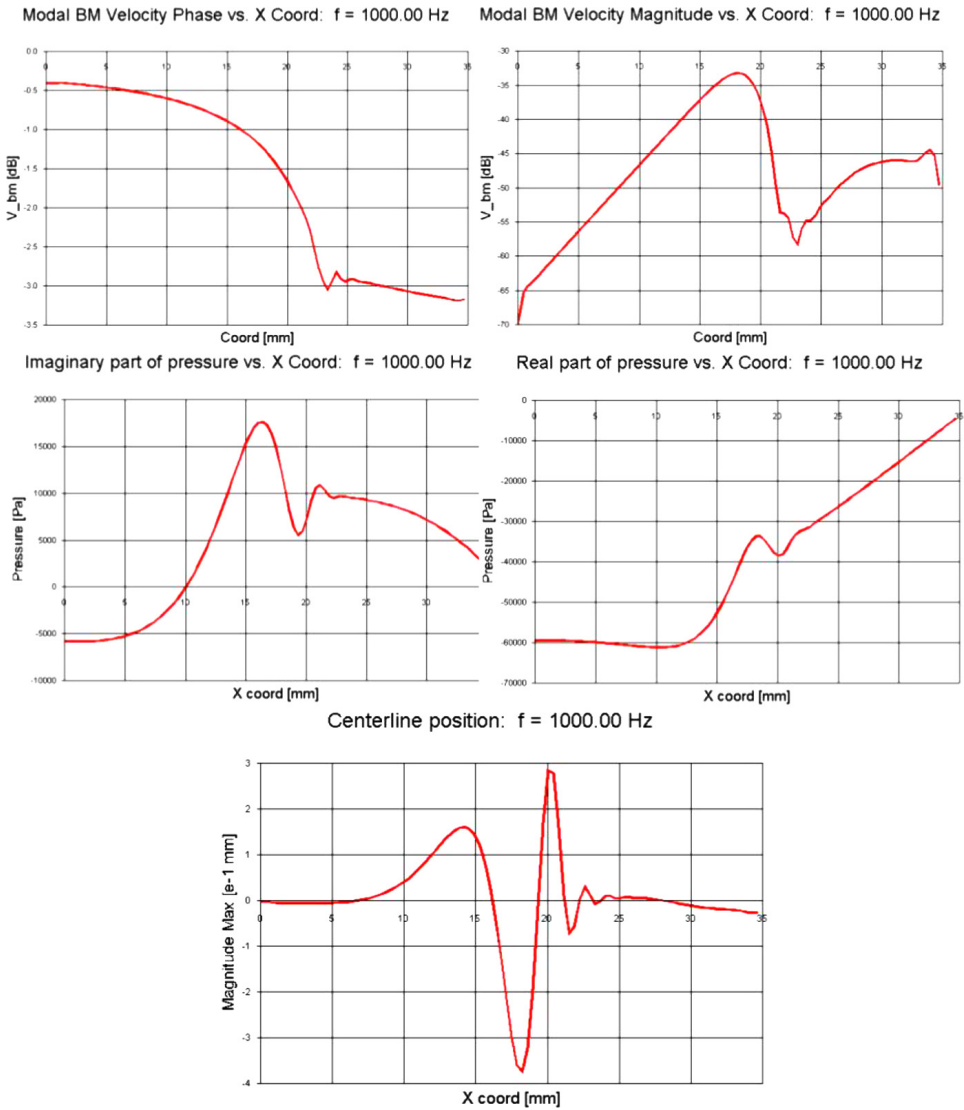 Modal BM Velocity Phase vs. X Coord: f = 1000.00 Hz
0.0
0 5 10 15 20 25 30 35
-0.5
-1.0
-1.5
-2.0
-2.5
-3.0
-3.5
V_bm [dB]
Coord [mm]
Modal BM Velocity Magnitude vs. X Coord: f = 1000.00 Hz
-30
0 5 10 15 20 25 30 35
-35
-40
-45
-50
-55
-60
-65
-70
V_bm [dB]
Coord [mm]
Imaginary part of pressure vs. X Coord: f = 1000.00 Hz
20000
15000
10000
5000
0
0 5 10 15 20 25 30
-5000
-10000
Pressure [Pa]
X coord [mm]
Real part of pressure vs. X Coord: f = 1000.00 Hz
0
0 5 10 15 20 25 30 35
-10000
-20000
-30000
-40000
-50000
-60000
-70000
Pressure [Pa]
X coord [mm]
Centerline position: f = 1000.00 Hz
3
2
1
0
0 5 10 15 20 25 30 35
-1
-2
-3
-4
Magnitude Max [e-1 mm]
X coord [mm]